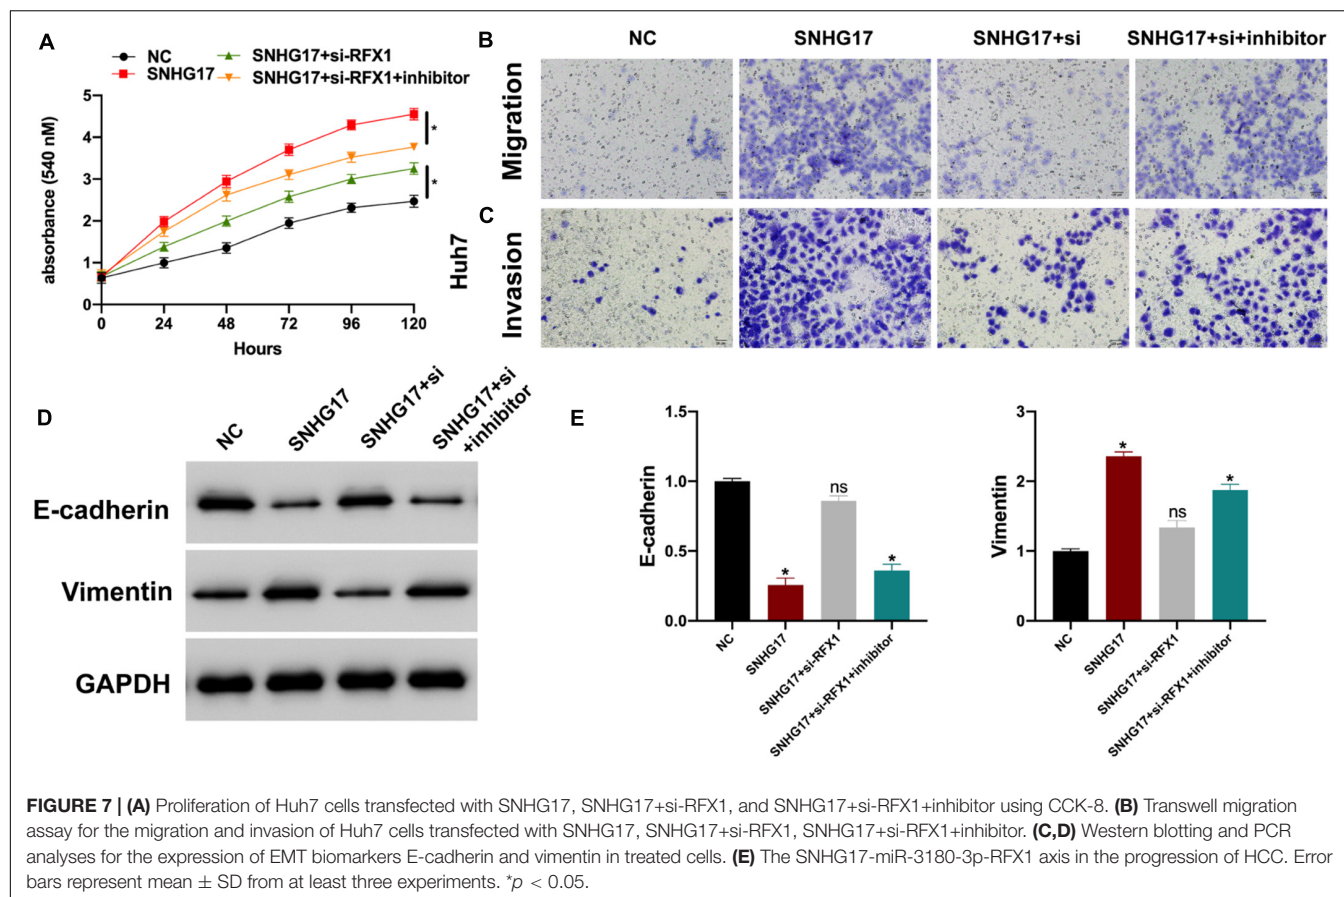 A
NC
SNHG17
SNHG17+si-RFX1
SNHG17+si-RFX1+inhibitor
absorbance (540 nM)
5
4
3
2
1
0
*
*
0 24 48 72 96 120
Hours
Huh7
B
NC SNHG17 SNHG17+si SNHG17+si+inhibitor
Migration
C
Invasion
D
NC SNHG17 SNHG17+si SNHG17+si
+inhibitor
E-cadherin
Vimentin
GAPDH
E
E-cadherin
1.5
1.0
0.5
0.0
*
ns
*
NC
SNHG17
SNHG17+si-RFX1
SNHG17+si-RFX1+inhibitor
Vimentin
3
2
1
0
*
ns
*
NC
SNHG17
SNHG17+si-RFX1
SNHG17+si-RFX1+inhibitor
FIGURE 7 | (A) Proliferation of Huh7 cells transfected with SNHG17, SNHG17+si-RFX1, and SNHG17+si-RFX1+inhibitor using CCK-8. (B) Transwell migration
assay for the migration and invasion of Huh7 cells transfected with SNHG17, SNHG17+si-RFX1, SNHG17+si-RFX1+inhibitor. (C,D) Western blotting and PCR
analyses for the expression of EMT biomarkers E-cadherin and vimentin in treated cells. (E) The SNHG17-miR-3180-3p-RFX1 axis in the progression of HCC. Error
bars represent mean ± SD from at least three experiments. *p < 0.05.